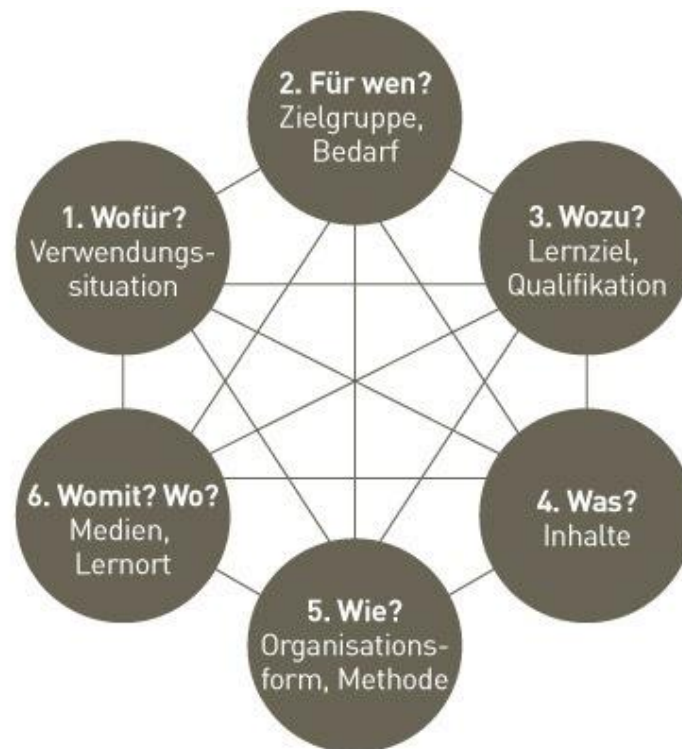 1. Wofür?
Verwendungs-
situation
2. Für wen?
Zielgruppe,
Bedarf
3. Wozu?
Lernziel,
Qualifikation
4. Was?
Inhalte
5. Wie?
Organisations-
form, Methode
6. Womit? Wo?
Medien,
Lernort